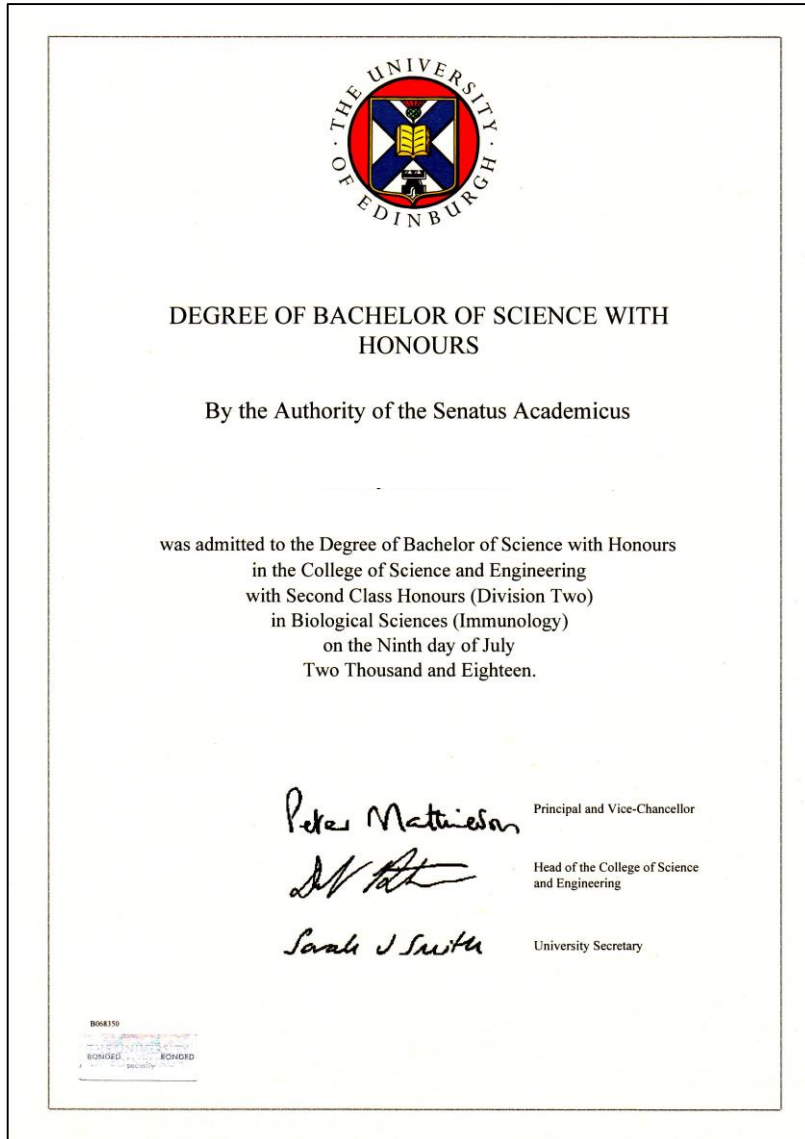 THE UNIVERSITY OF EDINBURGH
DEGREE OF BACHELOR OF SCIENCE WITH
HONOURS
By the Authority of the Senatus Academicus
was admitted to the Degree of Bachelor of Science with Honours
in the College of Science and Engineering
with Second Class Honours (Division Two)
in Biological Sciences (Immunology)
on the Ninth day of July
Two Thousand and Eighteen.
Peter Mathieson
Principal and Vice-Chancellor
Head of the College of Science
and Engineering
Sarah J Smith
University Secretary
B068350
BONDED BONDED